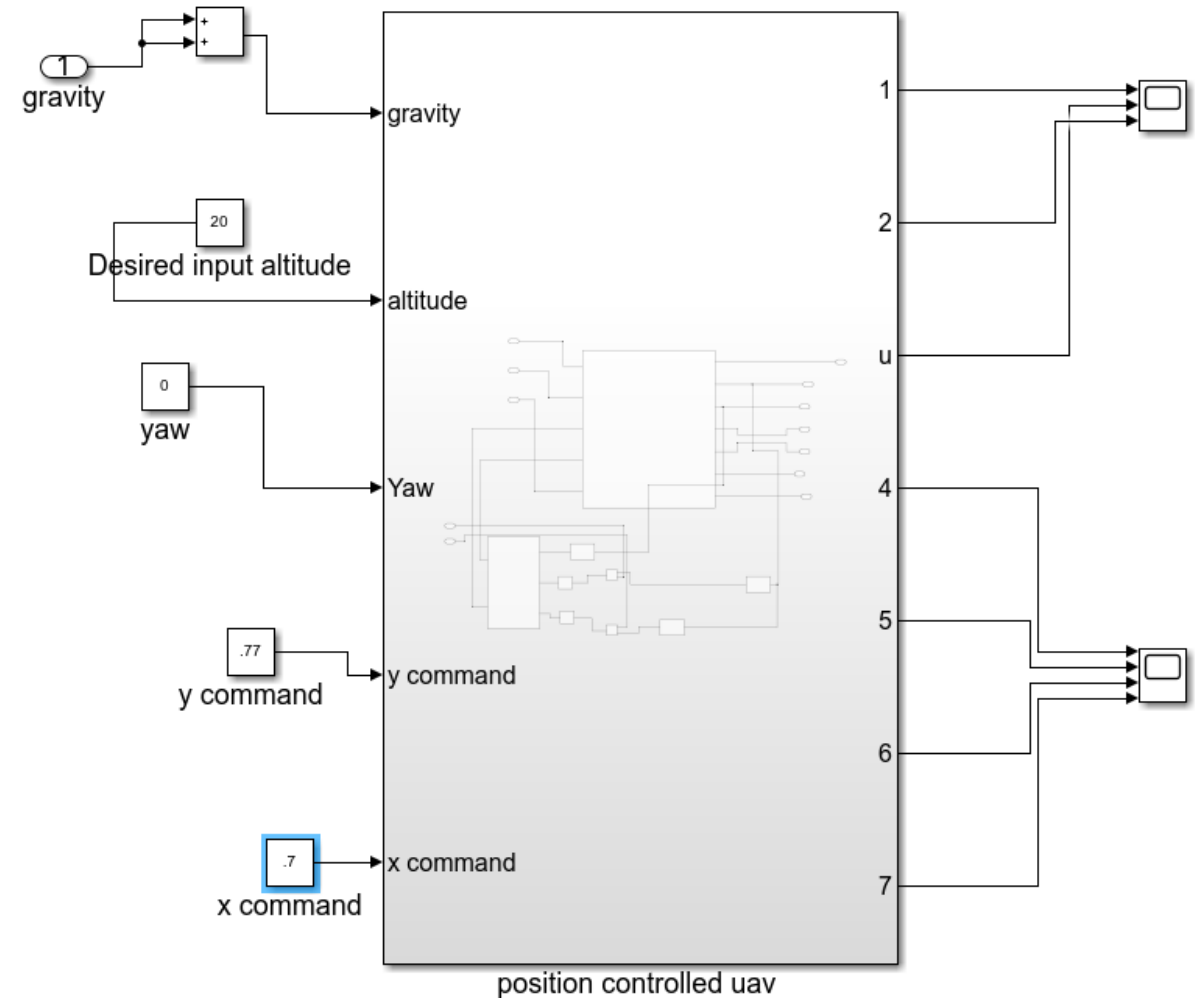 +
+
1
gravity
gravity
20
Desired input altitude
altitude
0
yaw
Yaw
.77
y command
y command
.7
x command
x command
1
2
u
4
5
6
7
position controlled uav